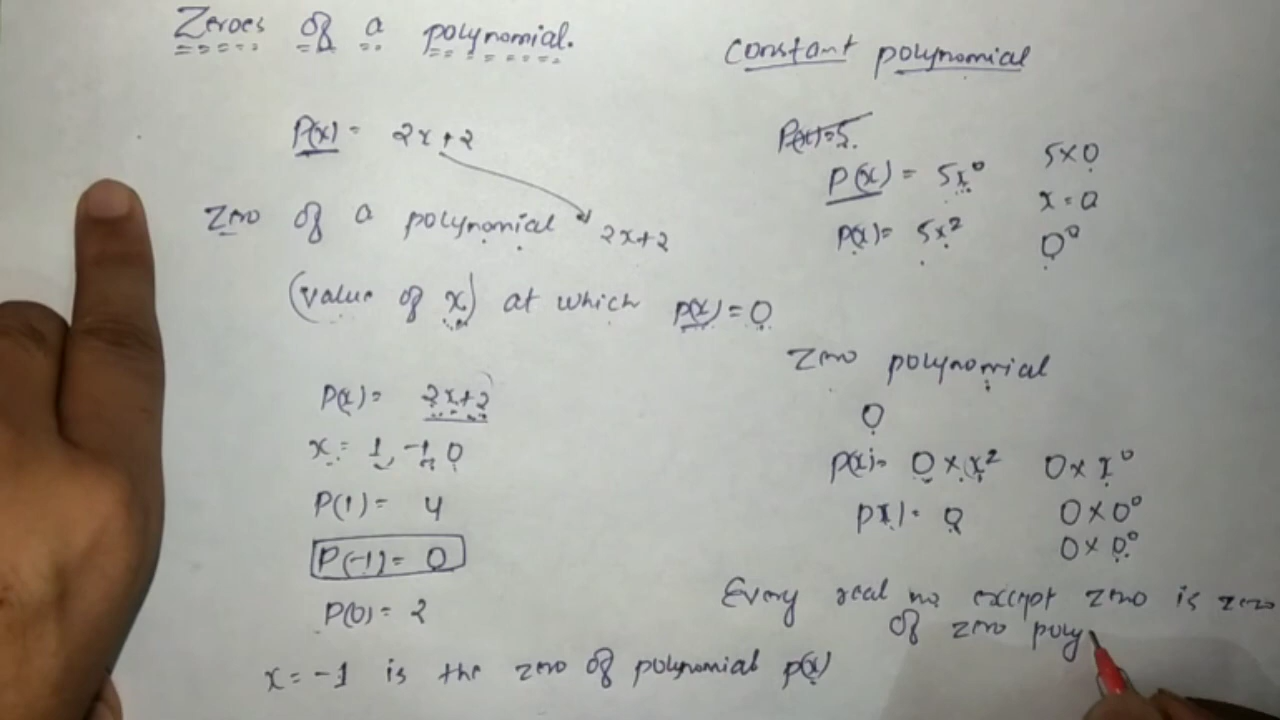 Zeroes of a polynomial.
P(x) = 2x+2
Zero of a polynomial 2x+2
(value of x) at which p(x) = 0
P(x) = 2x+2
x = 1, -1, 0
P(1) = 4
P(-1) = 0
P(0) = 2
x = -1 is the zero of polynomial p(x)
Constant polynomial
P(x)=5.
P(x) = 5x⁰ 5×0
x = 0
P(x) = 5x² 0⁰
Zero polynomial
0
P(x) = 0 × x² 0 × x⁰
P(x) = 0 0 × 0⁰
0 × 0⁰
Every real no except zero is zero
of zero poly